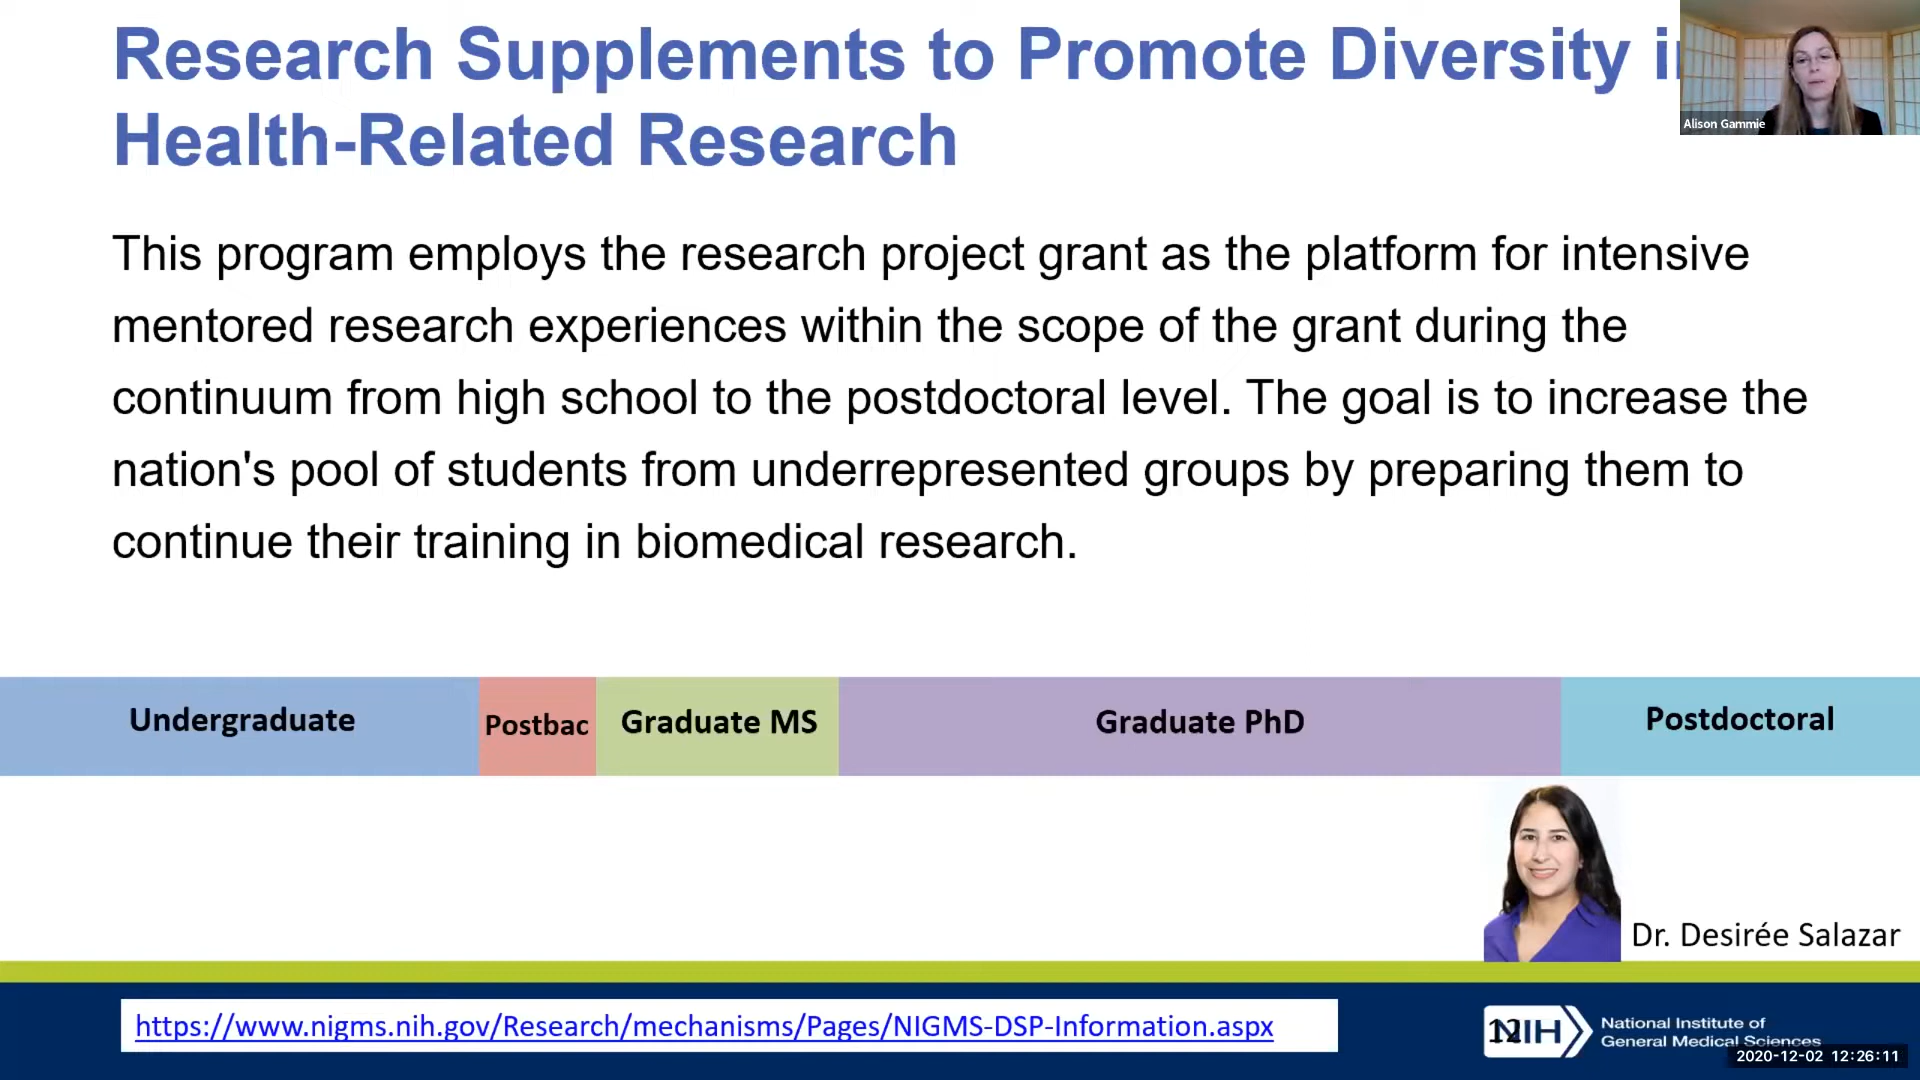 Research Supplements to Promote Diversity in
Health-Related Research
Alison Gammie
This program employs the research project grant as the platform for intensive
mentored research experiences within the scope of the grant during the
continuum from high school to the postdoctoral level. The goal is to increase the
nation's pool of students from underrepresented groups by preparing them to
continue their training in biomedical research.
Undergraduate
Postbac
Graduate MS
Graduate PhD
Postdoctoral
Dr. Desirée Salazar
https://www.nigms.nih.gov/Research/mechanisms/Pages/NIGMS-DSP-Information.aspx
12
NIH
National Institute of
General Medical Sciences
2020-12-02 12:26:11